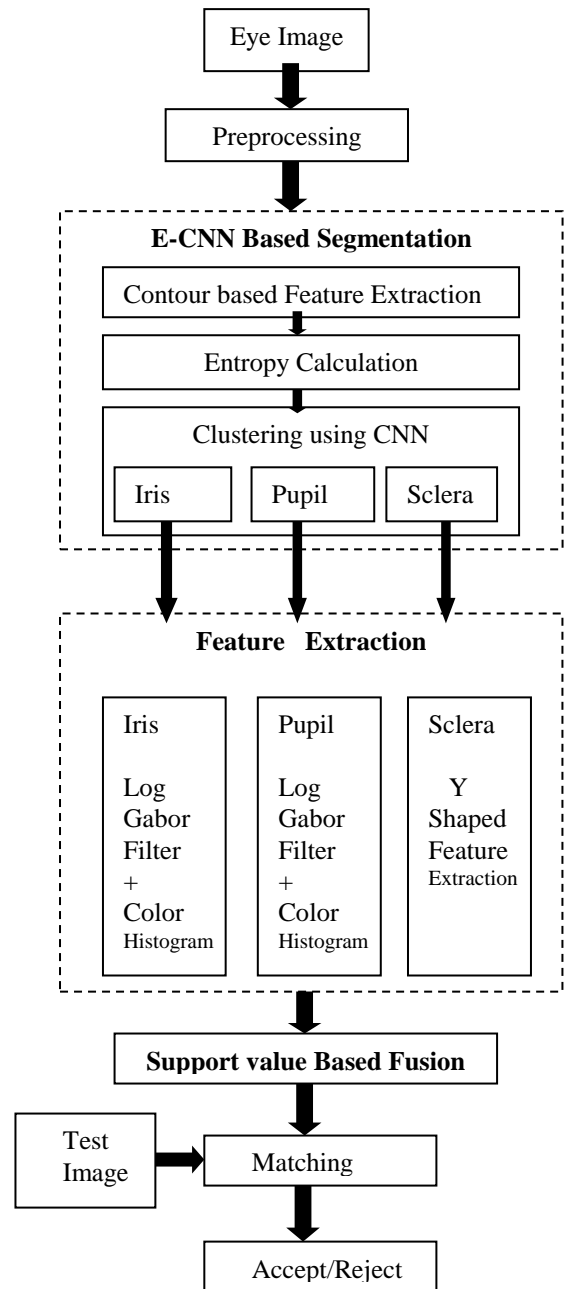 Eye Image
Preprocessing
E-CNN Based Segmentation
Contour based Feature Extraction
Entropy Calculation
Clustering using CNN
Iris
Pupil
Sclera
Feature Extraction
Iris
Log
Gabor
Filter
+
Color
Histogram
Pupil
Log
Gabor
Filter
+
Color
Histogram
Sclera
Y
Shaped
Feature
Extraction
Support value Based Fusion
Test
Image
Matching
Accept/Reject